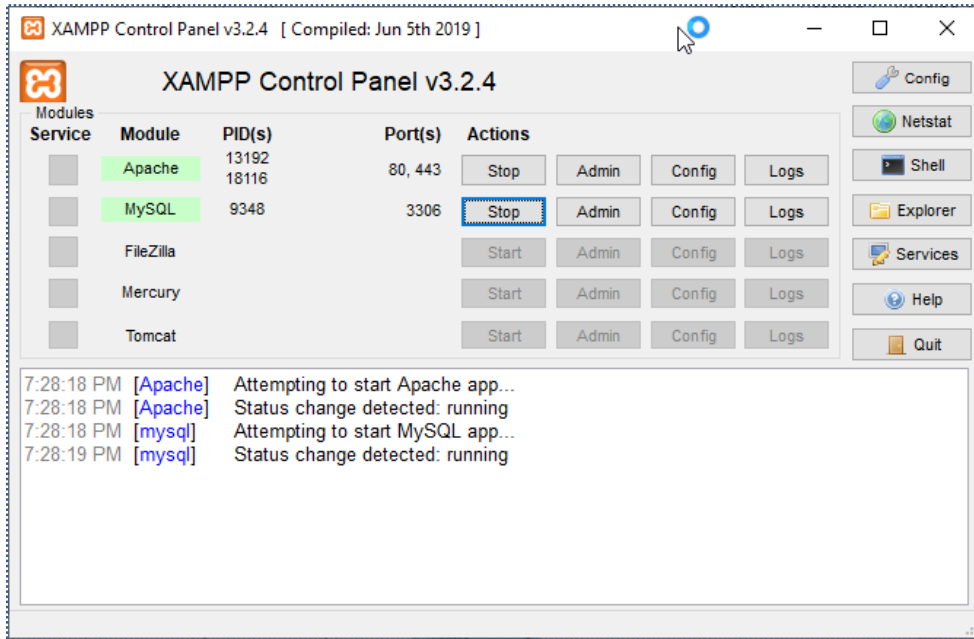 XAMPP Control Panel v3.2.4 [ Compiled: Jun 5th 2019 ]
XAMPP Control Panel v3.2.4
Config
Modules
Service Module PID(s) Port(s) Actions
Netstat
Apache 13192 18116 80, 443 Stop Admin Config Logs
Shell
MySQL 9348 3306 Stop Admin Config Logs
Explorer
FileZilla Start Admin Config Logs
Services
Mercury Start Admin Config Logs
Help
Tomcat Start Admin Config Logs
Quit
7:28:18 PM [Apache] Attempting to start Apache app...
7:28:18 PM [Apache] Status change detected: running
7:28:18 PM [mysql] Attempting to start MySQL app...
7:28:19 PM [mysql] Status change detected: running